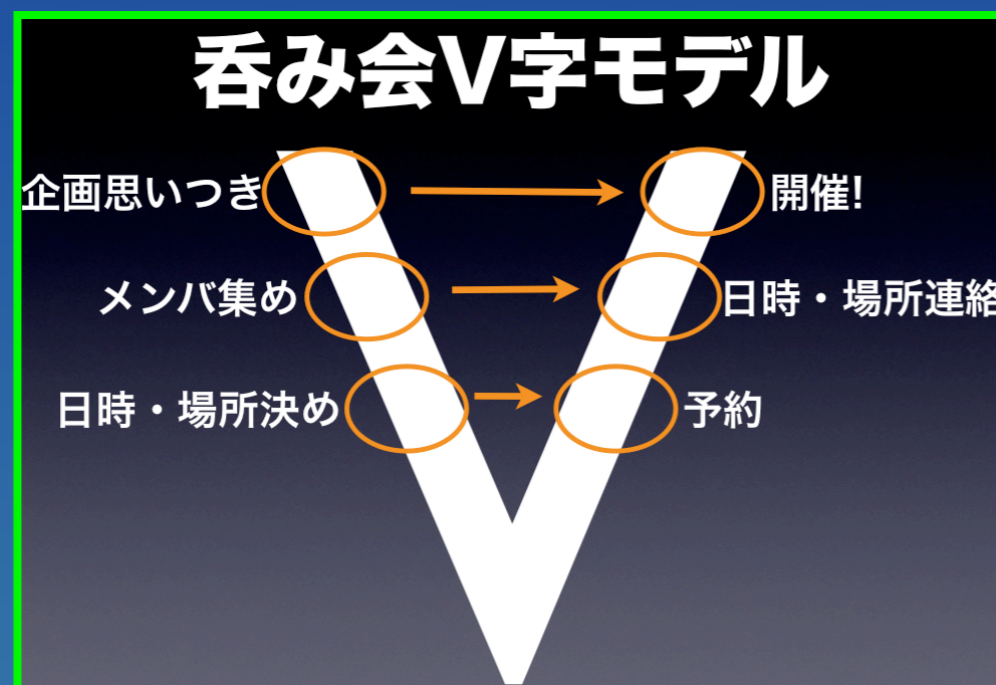 呑み会V字モデル
企画思いつき
開催!
メンバ集め
日時・場所連絡
日時・場所決め
予約